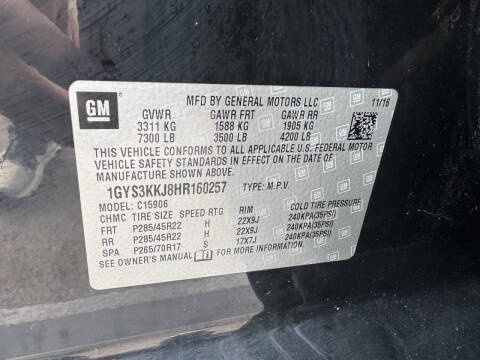 GM MFD BY GENERAL MOTORS LLC 11/16
GVWR GAWR FRT GAWR RR
3311 KG 1588 KG 1905 KG
7300 LB 3500 LB 4200 LB
THIS VEHICLE CONFORMS TO ALL APPLICABLE U.S. FEDERAL MOTOR
VEHICLE SAFETY STANDARDS IN EFFECT ON THE DATE OF
MANUFACTURE SHOWN ABOVE.
1GYS3KKJ8HR160257 TYPE: M.P.V.
MODEL: C15906
CHMC TIRE SIZE SPEED RTG RIM COLD TIRE PRESSURE
FRT P285/45R22 H 22X9J 240KPA(35PSI)
RR P285/45R22 H 22X9J 240KPA(35PSI)
SPA P265/70R17 S 17X7J 240KPA(35PSI)
SEE OWNER'S MANUAL FOR ADDITIONAL INFORMATION.